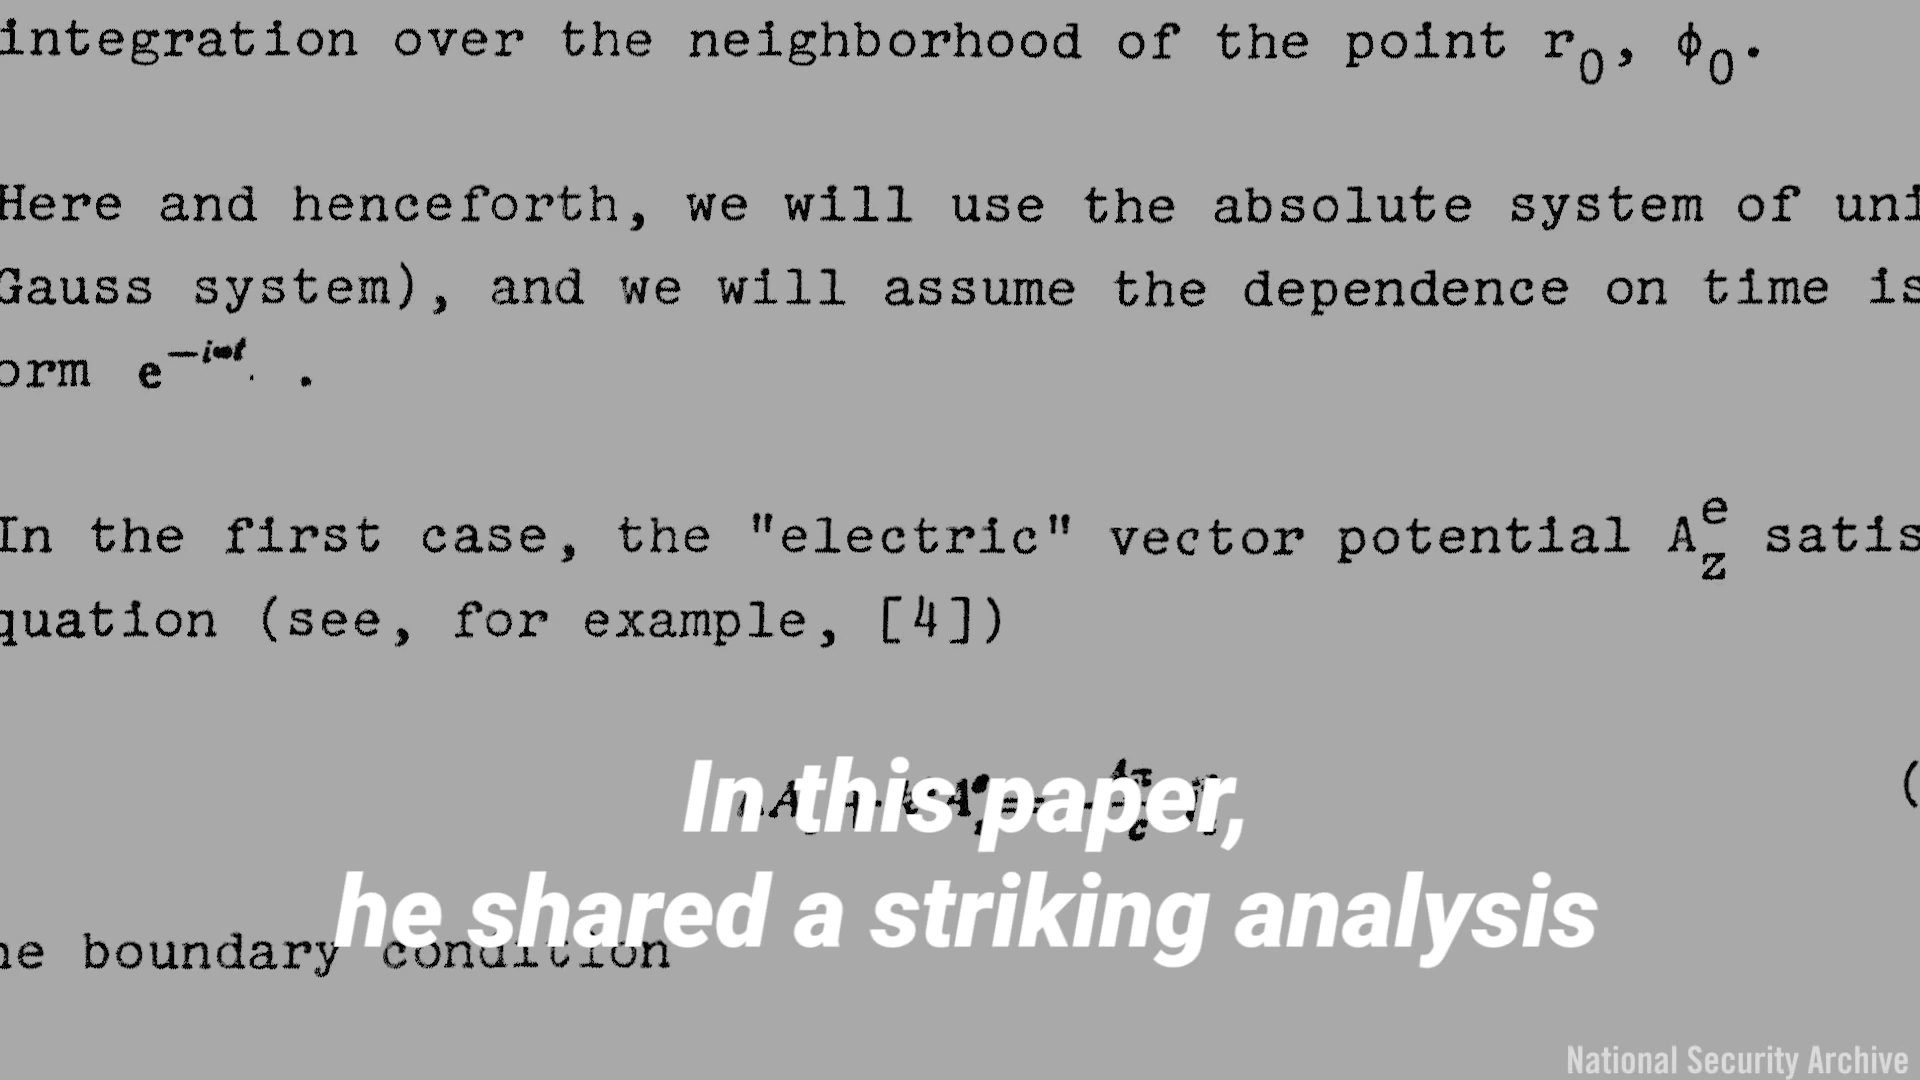 integration over the neighborhood of the point r₀, ϕ₀.
Here and henceforth, we will use the absolute system of uni
Gauss system), and we will assume the dependence on time is
orm e^{-iωt} .
In the first case, the "electric" vector potential A_z^e satis
quation (see, for example, [4])
In this paper,
he shared a striking analysis
he boundary condition
National Security Archive